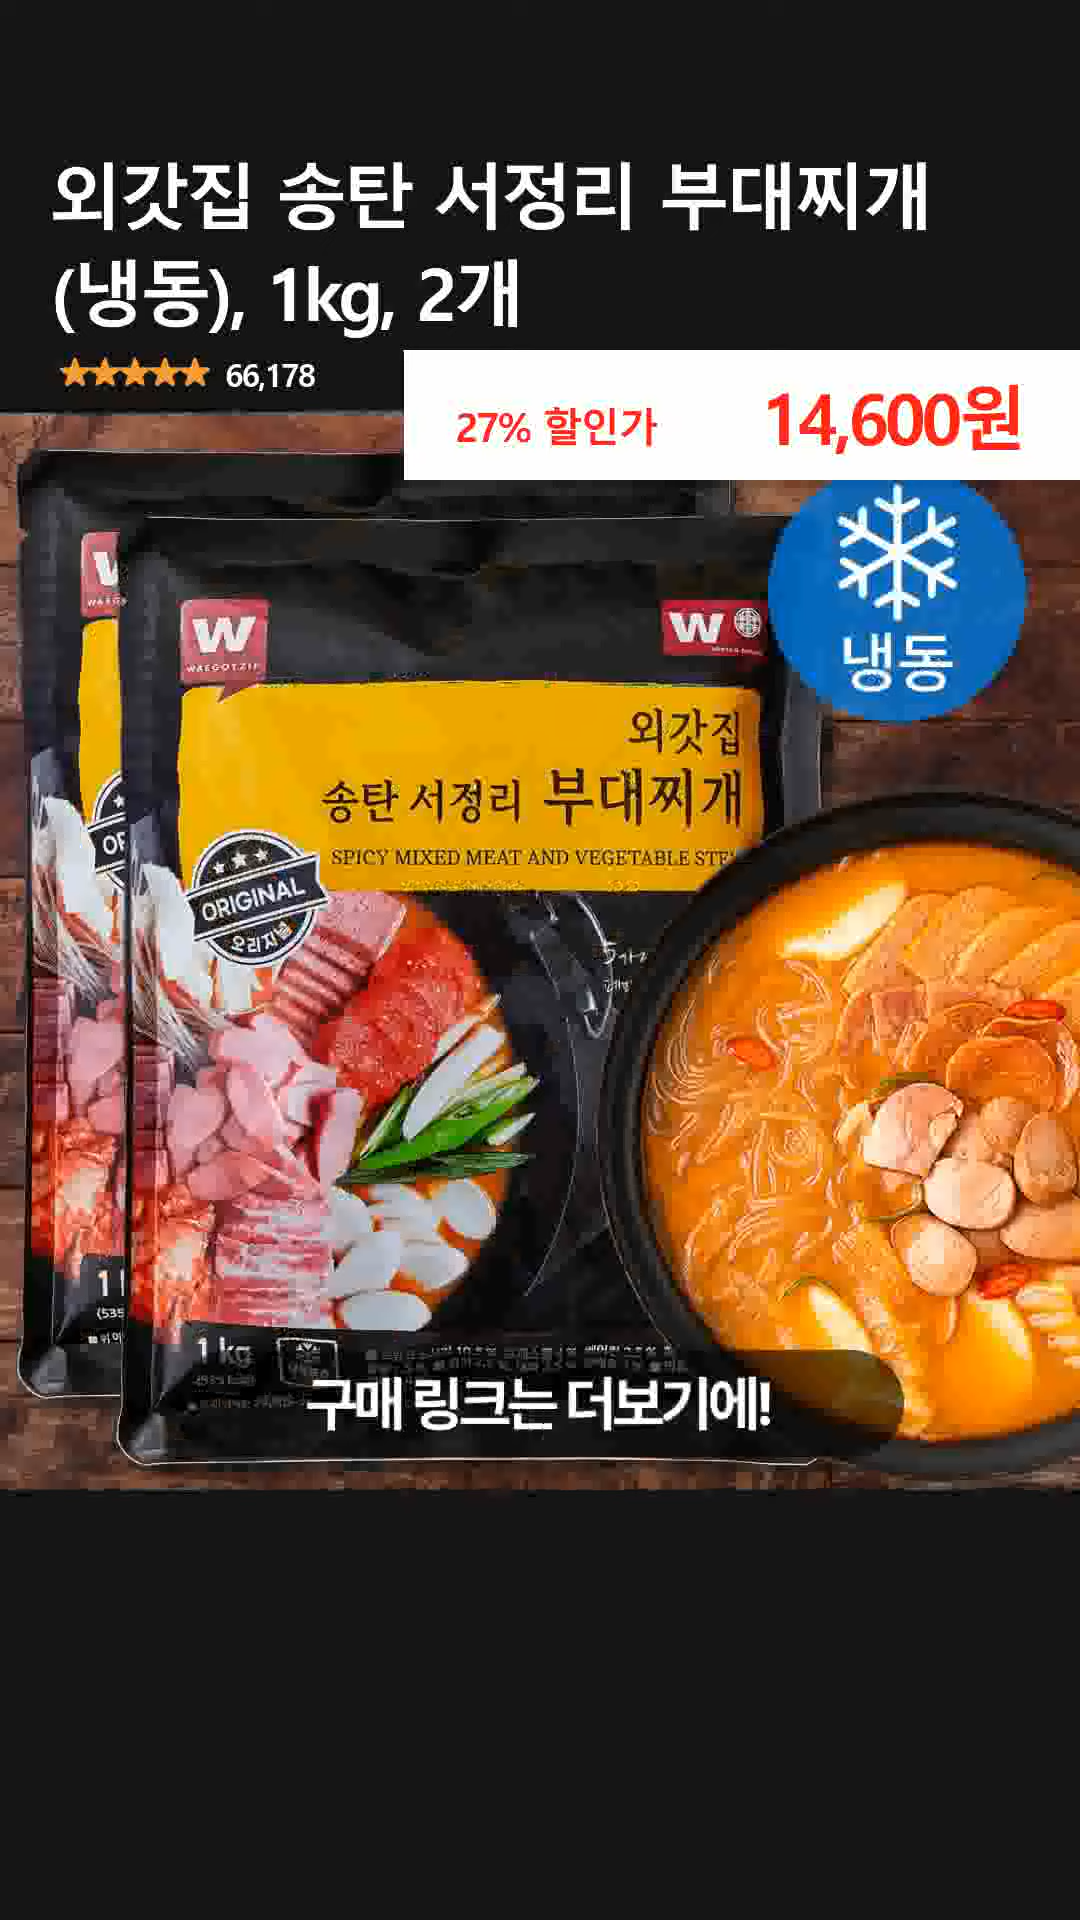 외갓집 송탄 서정리 부대찌개
(냉동), 1kg, 2개
66,178
27% 할인가
14,600원
냉동
W
WAEGOTZIP
W
외갓집
송탄 서정리 부대찌개
SPICY MIXED MEAT AND VEGETABLE
ORIGINAL
오리지널
1 kg
구매 링크는 더보기에!